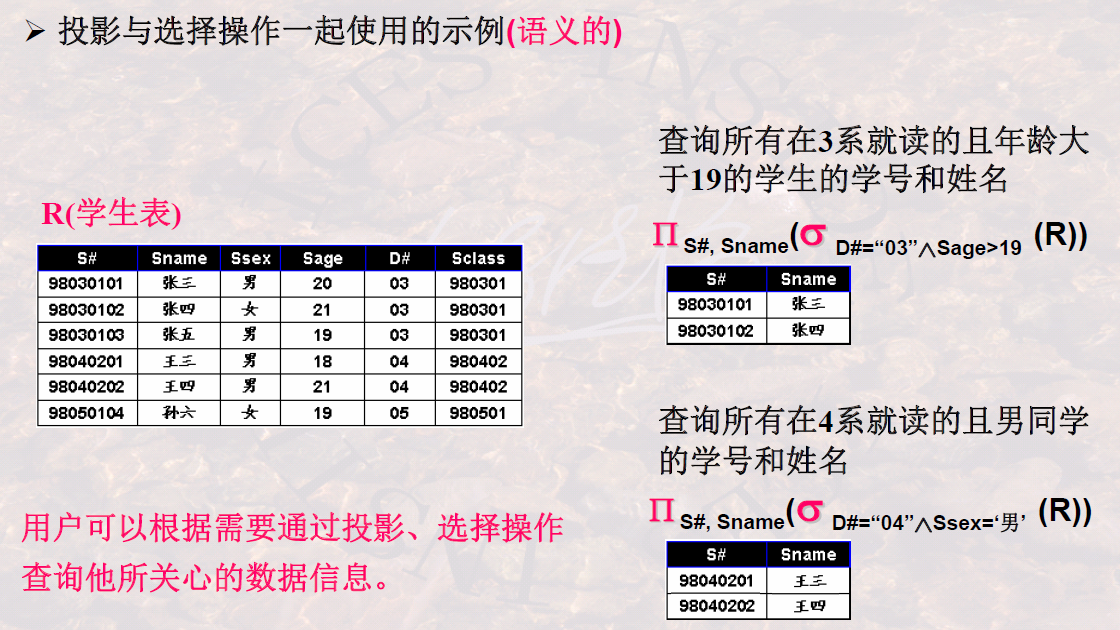 ➢ 投影与选择操作一起使用的示例(语义的)
R(学生表)
S# Sname Ssex Sage D# Sclass
98030101 张三 男 20 03 980301
98030102 张四 女 21 03 980301
98030103 张五 男 19 03 980301
98040201 王三 男 18 04 980402
98040202 王四 男 21 04 980402
98050104 孙六 女 19 05 980501
用户可以根据需要通过投影、选择操作
查询他所关心的数据信息。
查询所有在3系就读的且年龄大
于19的学生的学号和姓名
Π S#, Sname(σ D#=“03”∧Sage>19 (R))
S# Sname
98030101 张三
98030102 张四
查询所有在4系就读的且男同学
的学号和姓名
Π S#, Sname(σ D#=“04”∧Ssex=‘男’ (R))
S# Sname
98040201 王三
98040202 王四